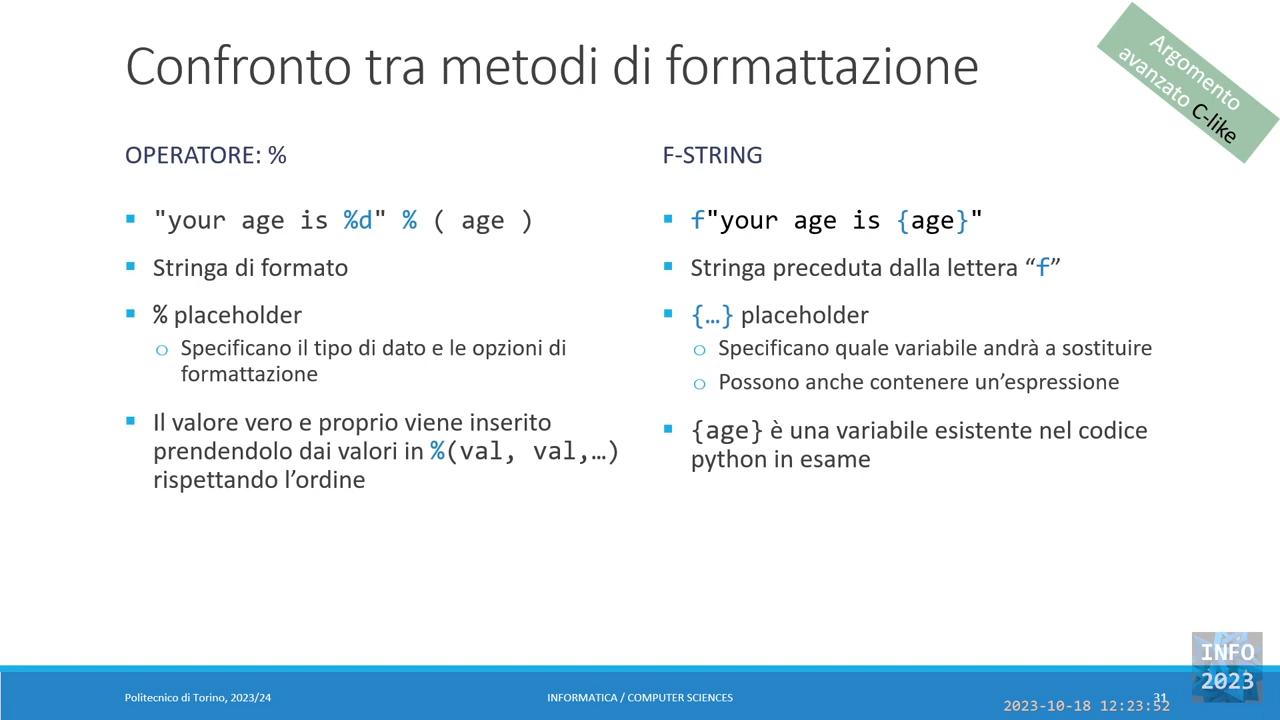 Confronto tra metodi di formattazione
Argomento
avanzato C-like
OPERATORE: %
"your age is %d" % ( age )
Stringa di formato
% placeholder
Specificano il tipo di dato e le opzioni di
formattazione
Il valore vero e proprio viene inserito
prendendolo dai valori in %(val, val,…)
rispettando l’ordine
F-STRING
f"your age is {age}"
Stringa preceduta dalla lettera “f”
{…} placeholder
Specificano quale variabile andrà a sostituire
Possono anche contenere un’espressione
{age} è una variabile esistente nel codice
python in esame
INFO
2023
Politecnico di Torino, 2023/24
INFORMATICA / COMPUTER SCIENCES
31
2023-10-18 12:23:52